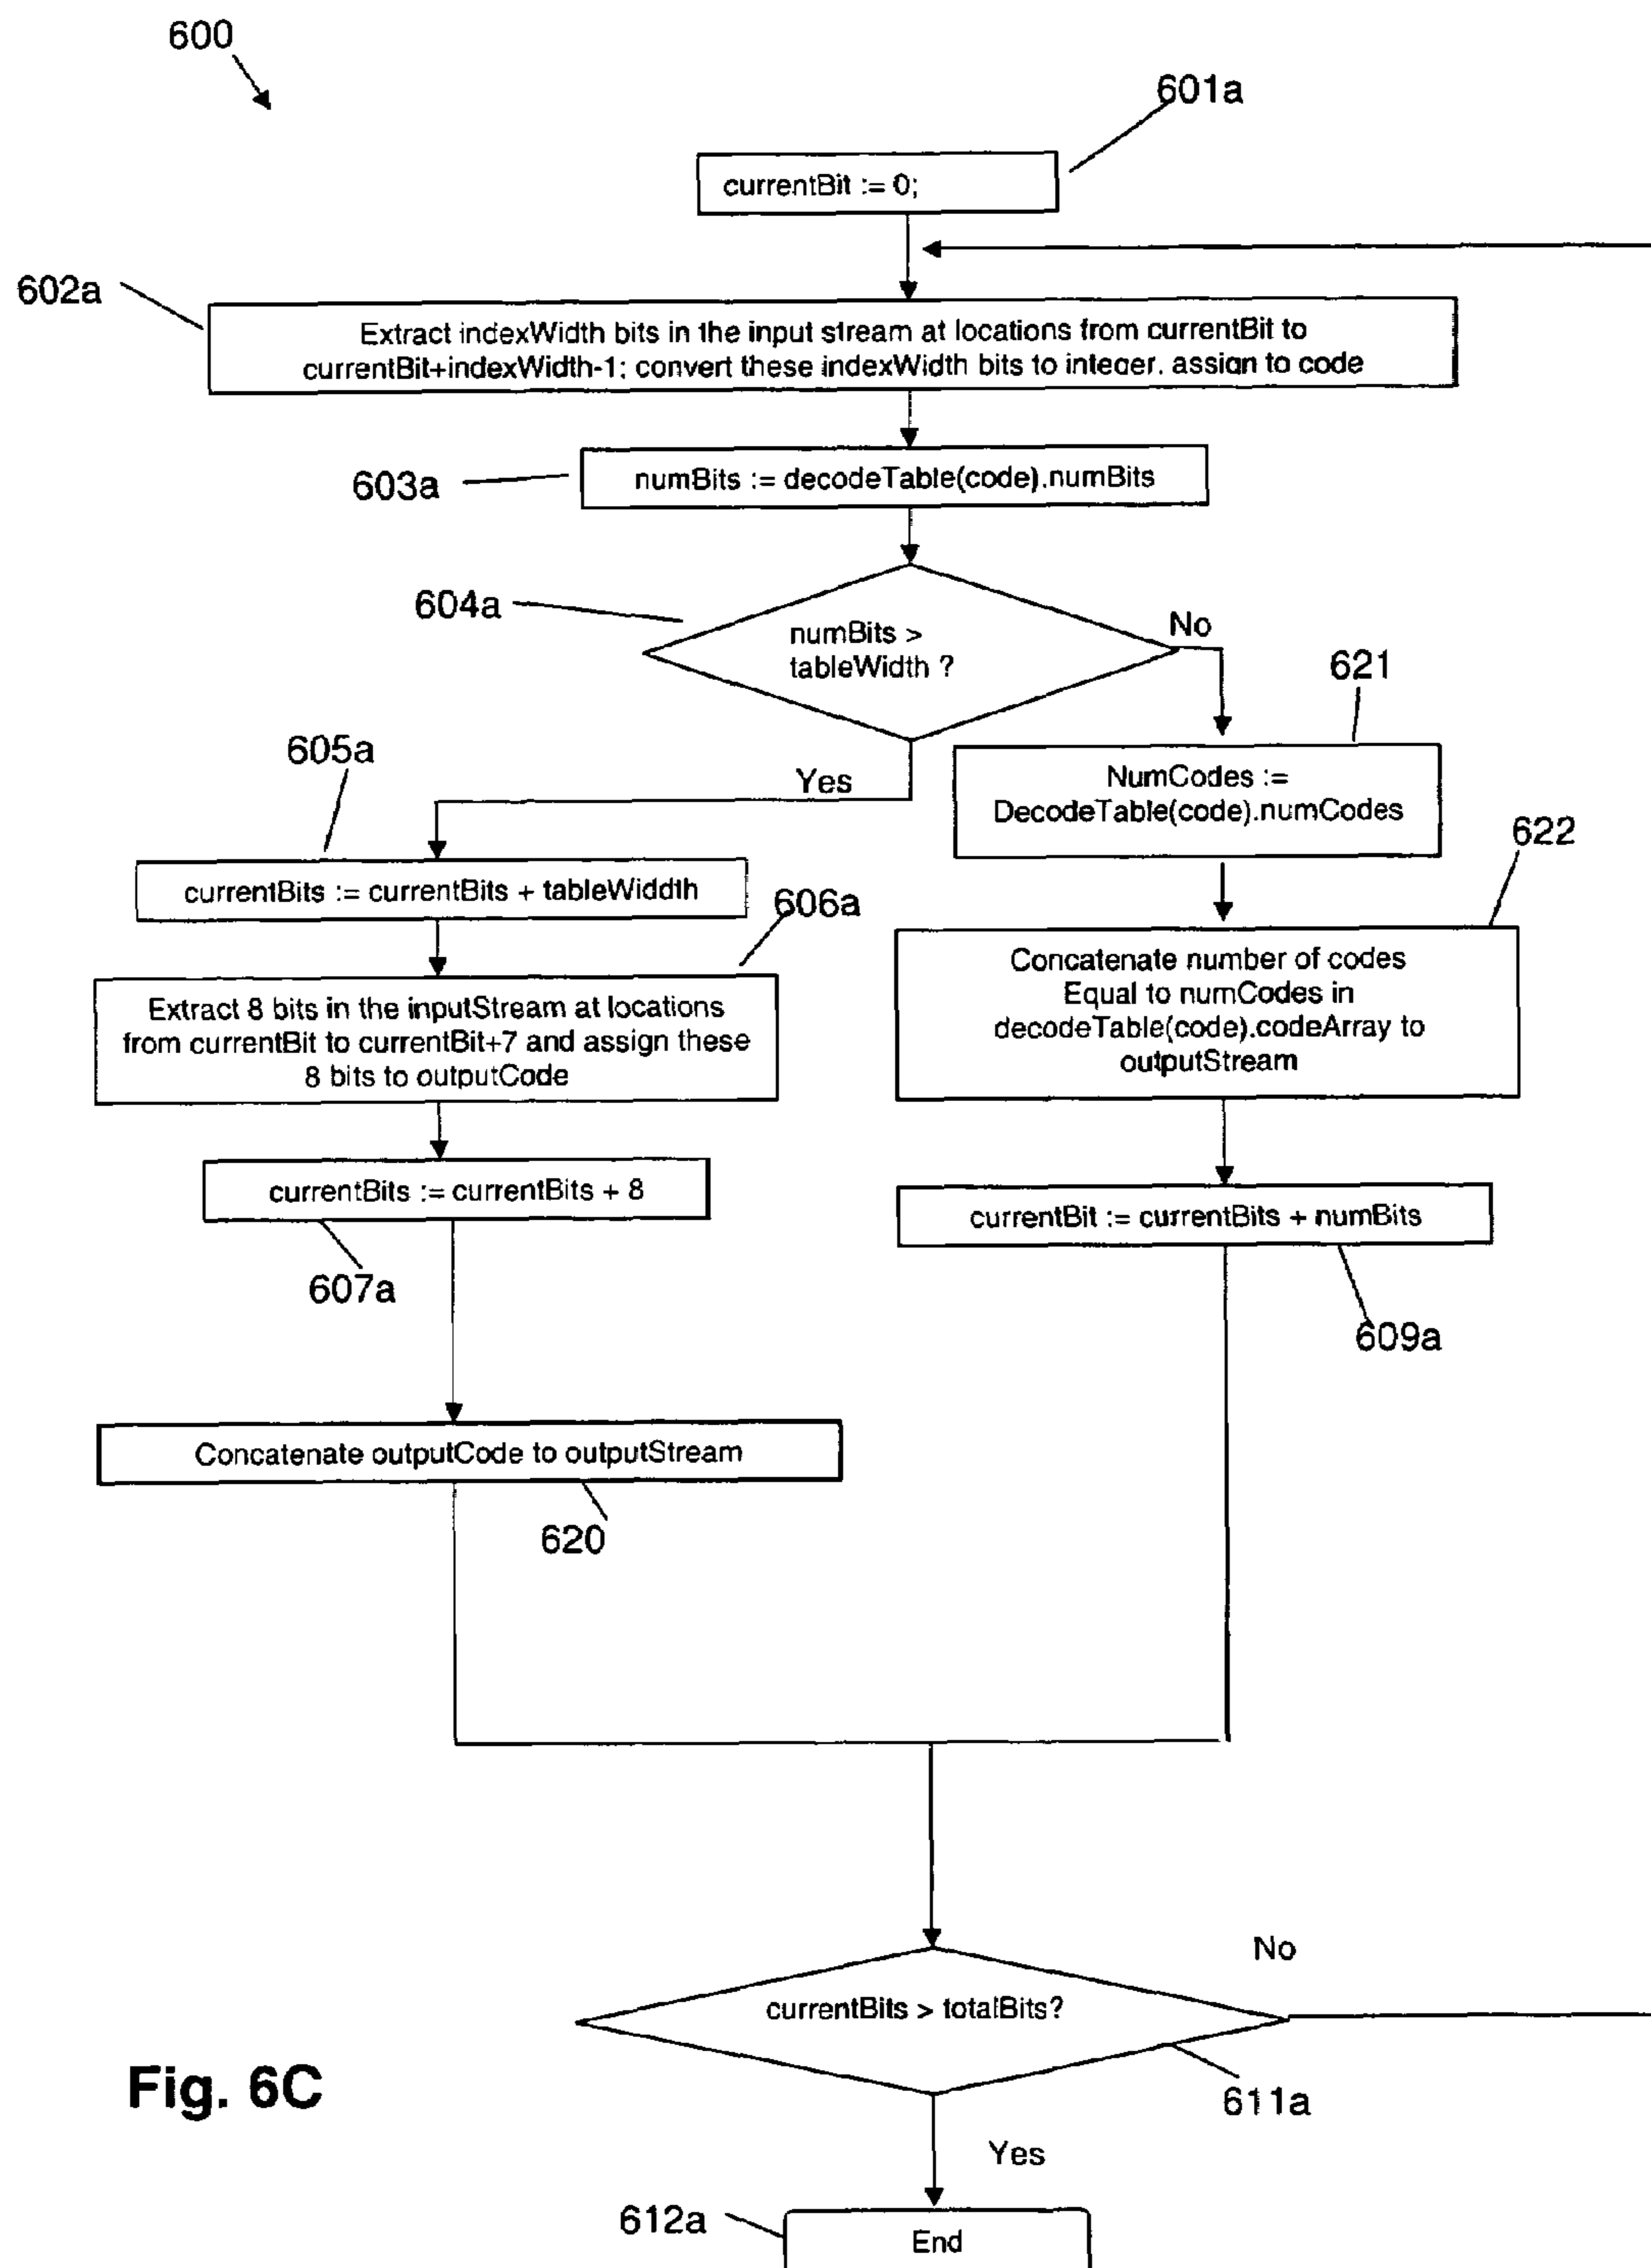 600
601a
currentBit := 0;
602a
Extract indexWidth bits in the input stream at locations from currentBit to
currentBit+indexWidth-1; convert these indexWidth bits to integer, assign to code
603a
numBits := decodeTable(code).numBits
604a
numBits >
tableWidth ?
No
621
605a
Yes
NumCodes :=
DecodeTable(code).numCodes
622
currentBits := currentBits + tableWiddth
606a
Concatenate number of codes
Equal to numCodes in
decodeTable(code).codeArray to
outputStream
Extract 8 bits in the inputStream at locations
from currentBit to currentBit+7 and assign these
8 bits to outputCode
currentBits := currentBits + 8
607a
currentBit := currentBits + numBits
609a
Concatenate outputCode to outputStream
620
No
currentBits > totalBits?
611a
Fig. 6C
Yes
612a
End